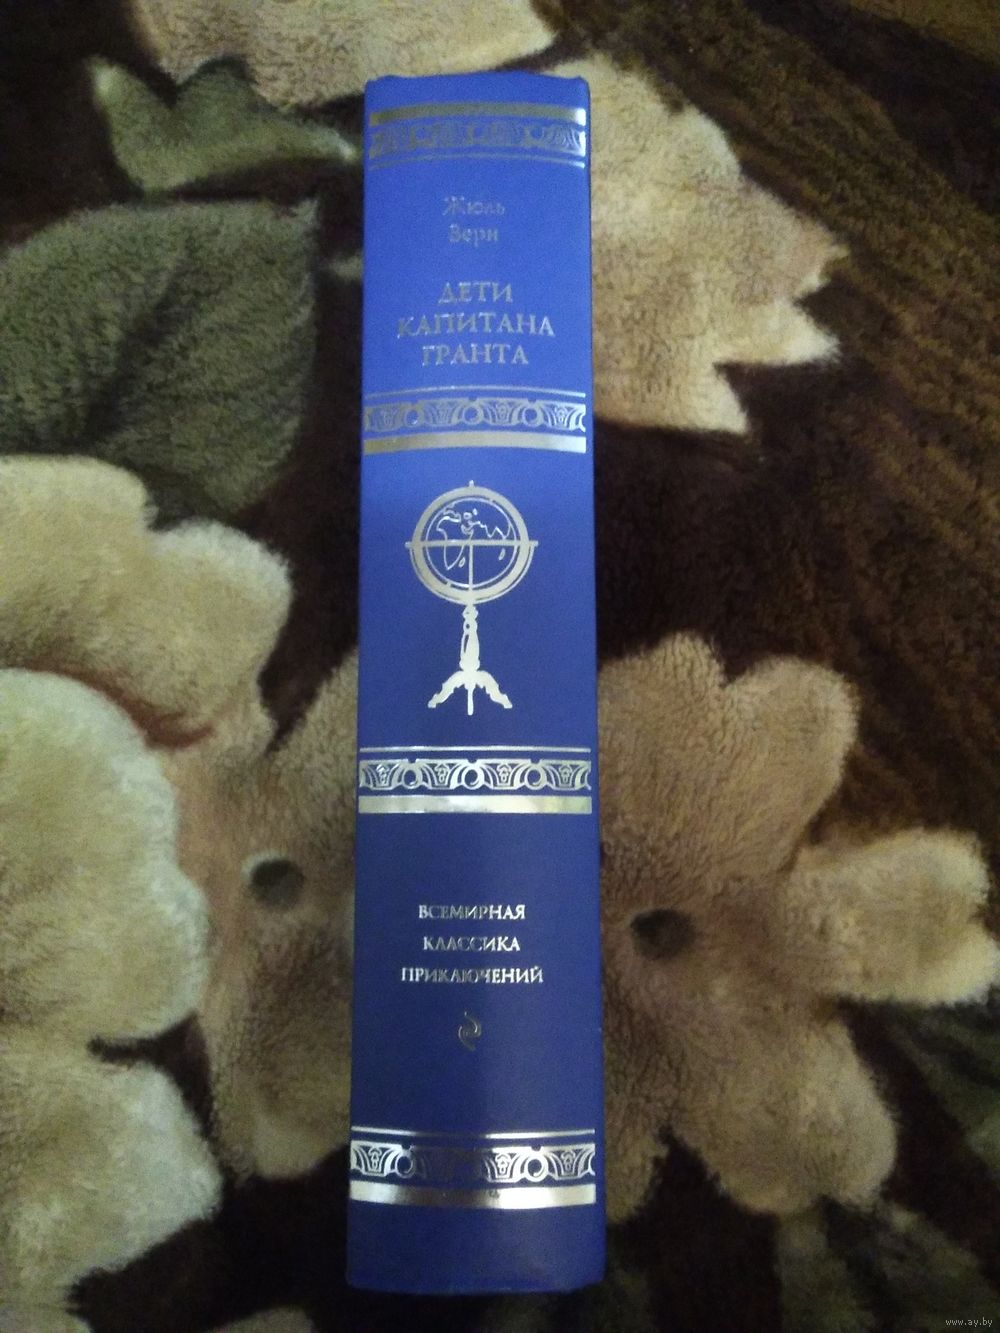 Жюль
Верн
ДЕТИ
КАПИТАНА
ГРАНТА
ВСЕМИРНАЯ
КЛАССИКА
ПРИКЛЮЧЕНИЙ
www.ay.by